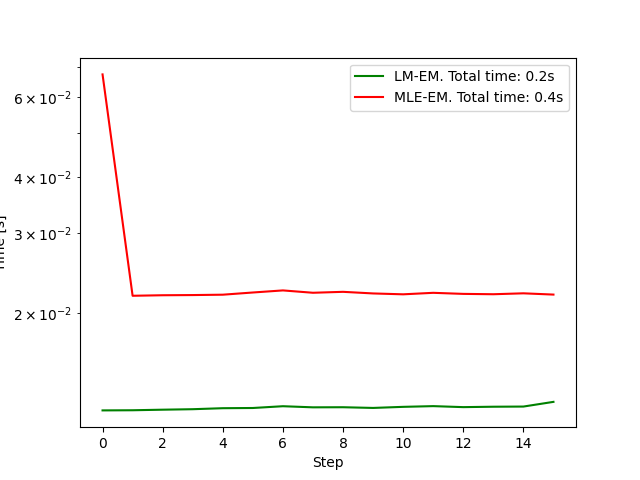 LM-EM. Total time: 0.2s
MLE-EM. Total time: 0.4s
6 × 10⁻²
4 × 10⁻²
3 × 10⁻²
2 × 10⁻²
[s]
0 2 4 6 8 10 12 14
Step